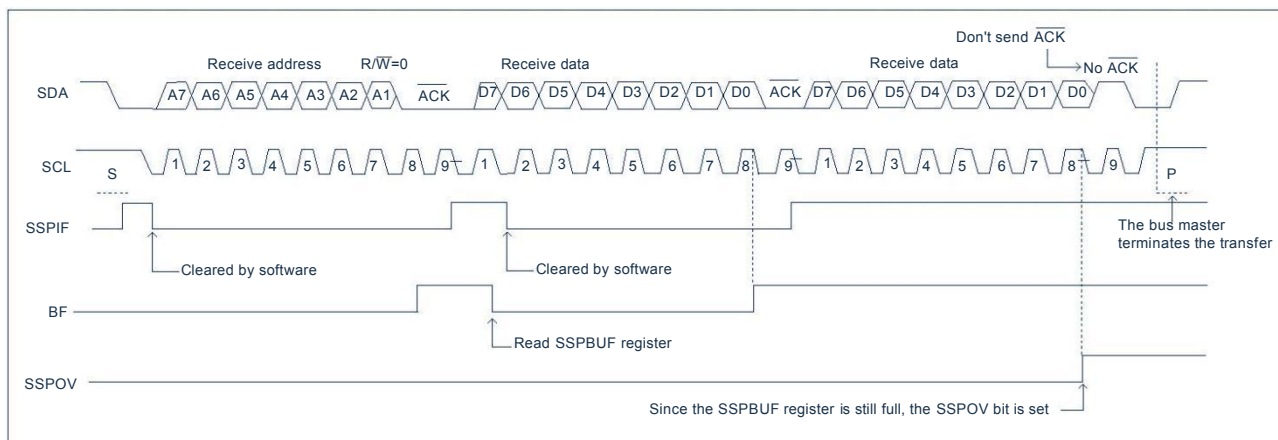 Don't send ACK
Receive address R/W=0 Receive data Receive data No ACK
SDA A7 A6 A5 A4 A3 A2 A1 ACK D7 D6 D5 D4 D3 D2 D1 D0 ACK D7 D6 D5 D4 D3 D2 D1 D0
SCL 1 2 3 4 5 6 7 8 9 1 2 3 4 5 6 7 8 9 1 2 3 4 5 6 7 8 9
S P
SSPIF
The bus master
terminates the transfer
Cleared by software Cleared by software
BF
Read SSPBUF register
SSPOV
Since the SSPBUF register is still full, the SSPOV bit is set